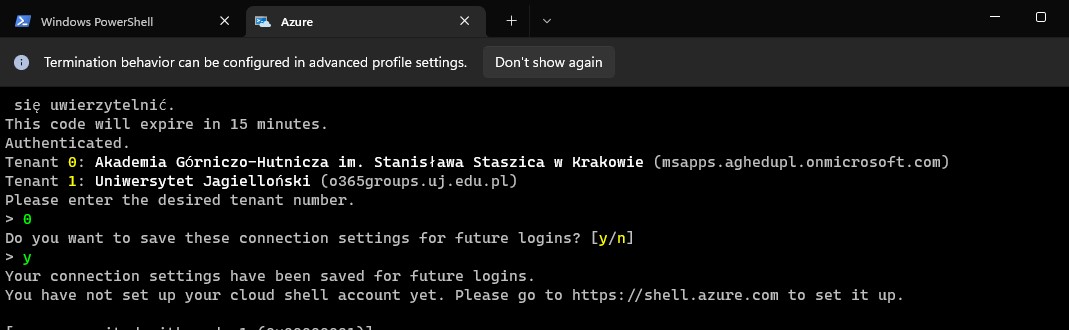 Windows PowerShell
Azure
Termination behavior can be configured in advanced profile settings. Don't show again
się uwierzytelnić.
This code will expire in 15 minutes.
Authenticated.
Tenant 0: Akademia Górniczo-Hutnicza im. Stanisława Staszica w Krakowie (msapps.aghedupl.onmicrosoft.com)
Tenant 1: Uniwersytet Jagielloński (o365groups.uj.edu.pl)
Please enter the desired tenant number.
> 0
Do you want to save these connection settings for future logins? [y/n]
> y
Your connection settings have been saved for future logins.
You have not set up your cloud shell account yet. Please go to https://shell.azure.com to set it up.